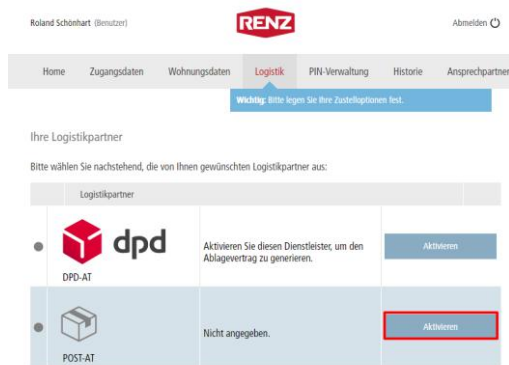 Roland Schönhart (Benutzer)
RENZ
Abmelden
Home Zugangsdaten Wohnungsdaten Logistik PIN-Verwaltung Historie Ansprechpartner
Wichtig: Bitte legen Sie Ihre Zustelloptionen fest.
Ihre Logistikpartner
Bitte wählen Sie nachstehend, die von Ihnen gewünschten Logistikpartner aus:
Logistikpartner
dpd
DPD-AT
Aktivieren Sie diesen Dienstleister, um den
Ablagevertrag zu generieren.
Aktivieren
POST-AT
Nicht angegeben.
Aktivieren